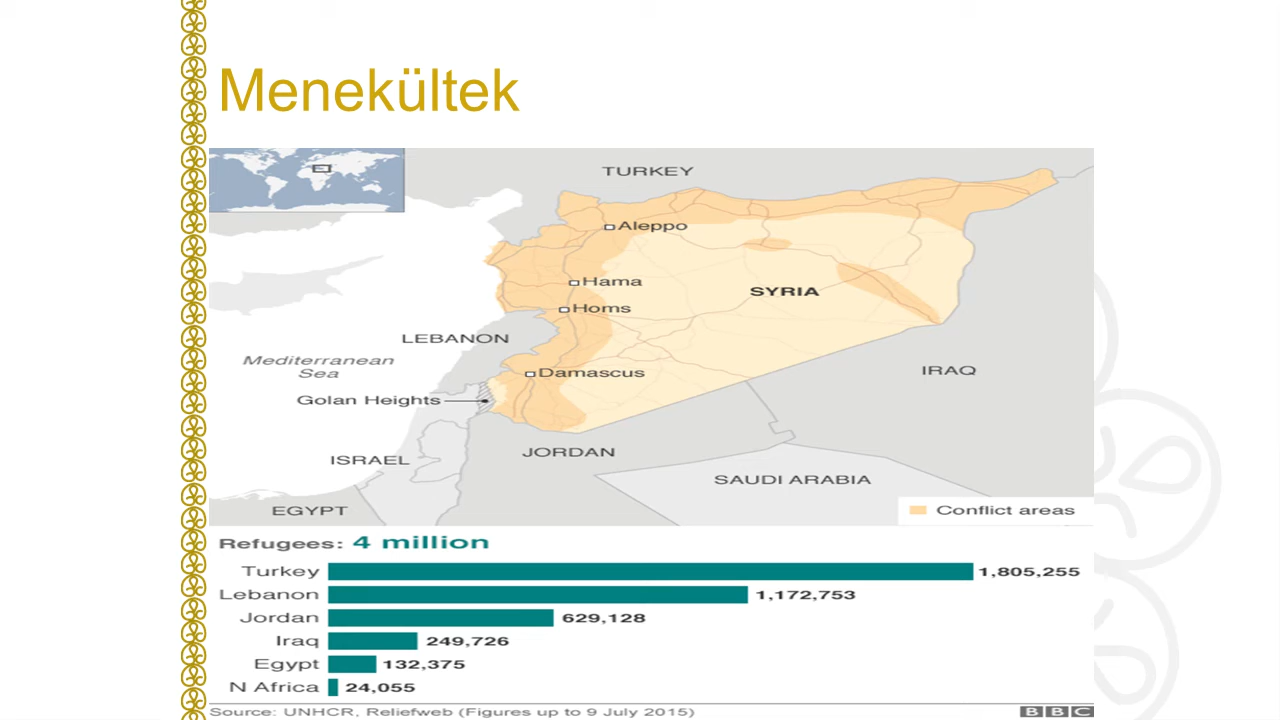 Menekültek
TURKEY
Aleppo
Hama
SYRIA
Homs
LEBANON
Mediterranean
Sea
Damascus
IRAQ
Golan Heights
JORDAN
ISRAEL
SAUDI ARABIA
EGYPT
Conflict areas
Refugees: 4 million
Turkey 1,805,255
Lebanon 1,172,753
Jordan 629,128
Iraq 249,726
Egypt 132,375
N Africa 24,055
Source: UNHCR, Reliefweb (Figures up to 9 July 2015) BBC